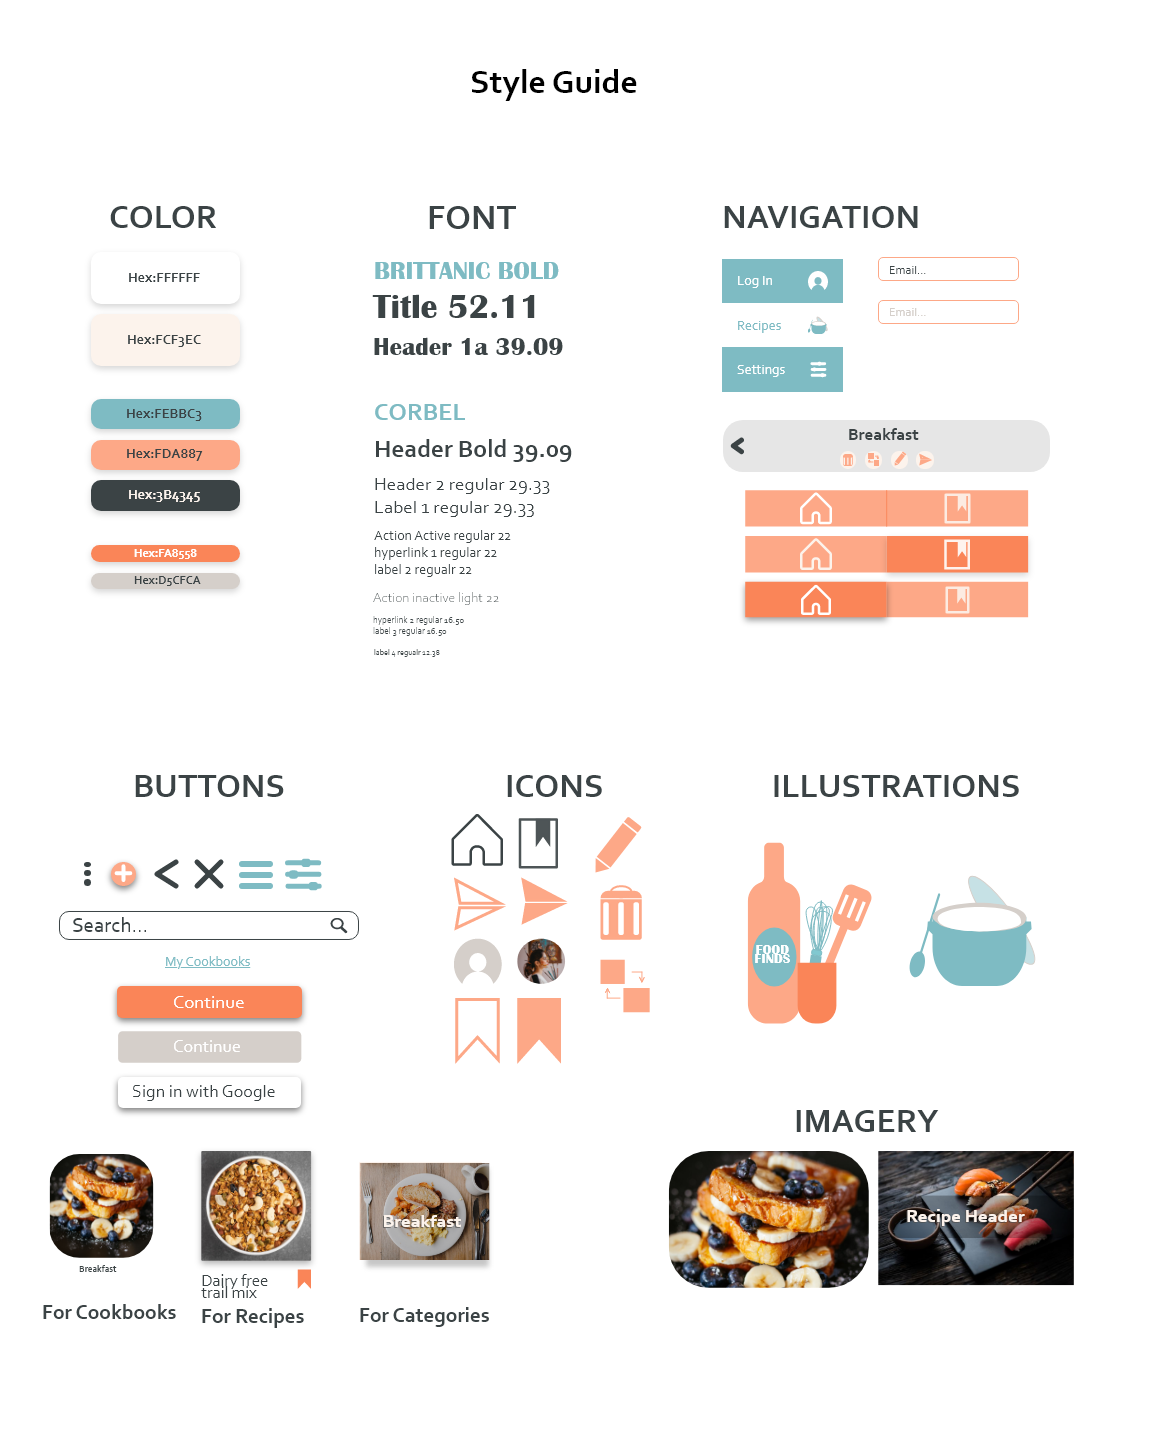 Style Guide
COLOR
Hex:FFFFFF
Hex:FCF3EC
Hex:FEBBC3
Hex:FDA887
Hex:3B4345
Hex:FA8558
Hex:D5CFCA
FONT
BRITTANIC BOLD
Title 52.11
Header 1a 39.09
CORBEL
Header Bold 39.09
Header 2 regular 29.33
Label 1 regular 29.33
Action Active regular 22
hyperlink 1 regular 22
label 2 regualr 22
Action inactive light 22
hyperlink 2 regular 16.50
label 3 regular 16.50
label 4 regualr 12.38
NAVIGATION
Log In
Recipes
Settings
Email...
Email...
Breakfast
BUTTONS
Search...
My Cookbooks
Continue
Continue
Sign in with Google
Breakfast
For Cookbooks
Dairy free
trail mix
For Recipes
Breakfast
For Categories
ICONS
ILLUSTRATIONS
FOOD
FINDS
IMAGERY
Recipe Header